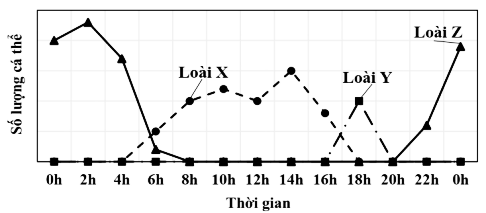 Loài Z
Loài X
Loài Y
Số lượng cá thể
0h 2h 4h 6h 8h 10h 12h 14h 16h 18h 20h 22h 0h
Thời gian